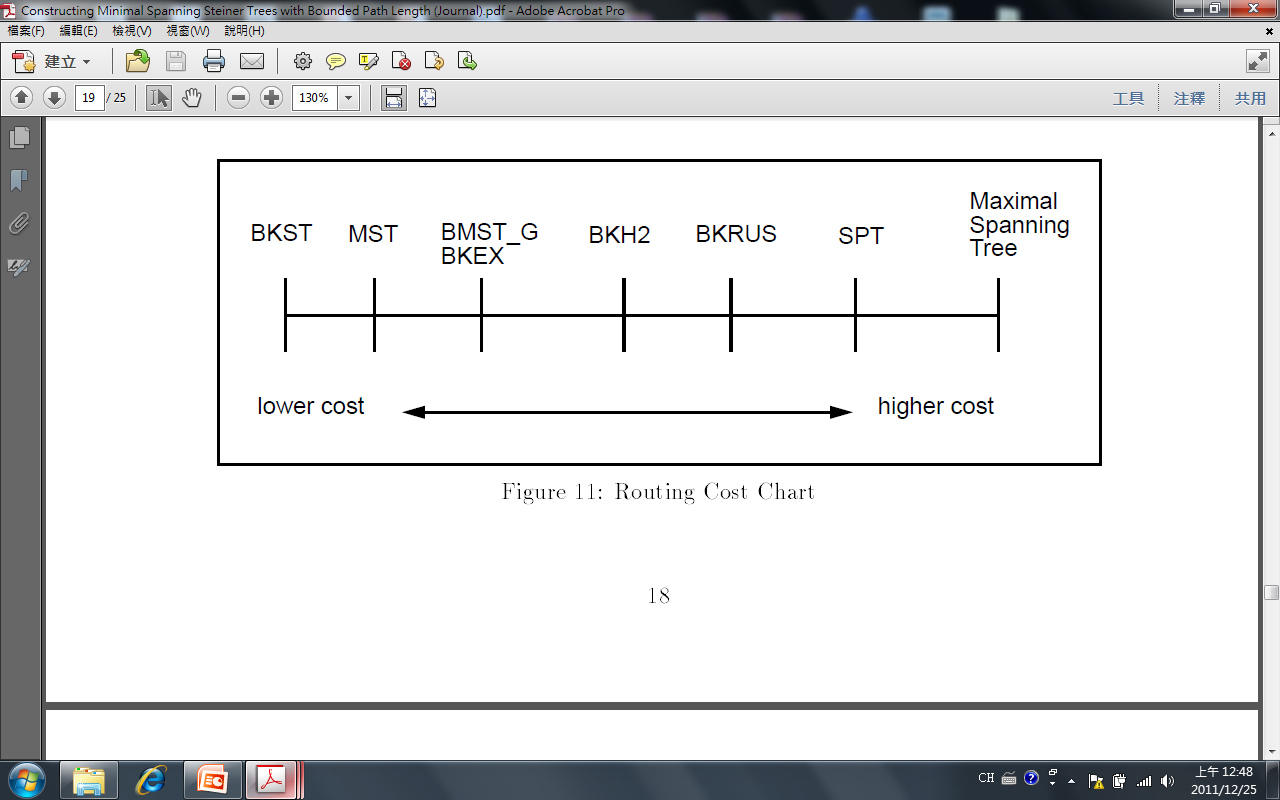 Constructing Minimal Spanning Steiner Trees with Bounded Path Length (Journal).pdf - Adobe Acrobat Pro
檔案(F) 編輯(E) 檢視(V) 視窗(W) 說明(H)
建立
19 / 25 130% 工具 注釋 共用
BKST MST BMST_G BKH2 BKRUS SPT Maximal
BKEX Spanning
Tree
lower cost higher cost
Figure 11: Routing Cost Chart
18
CH 上午 12:48
2011/12/25